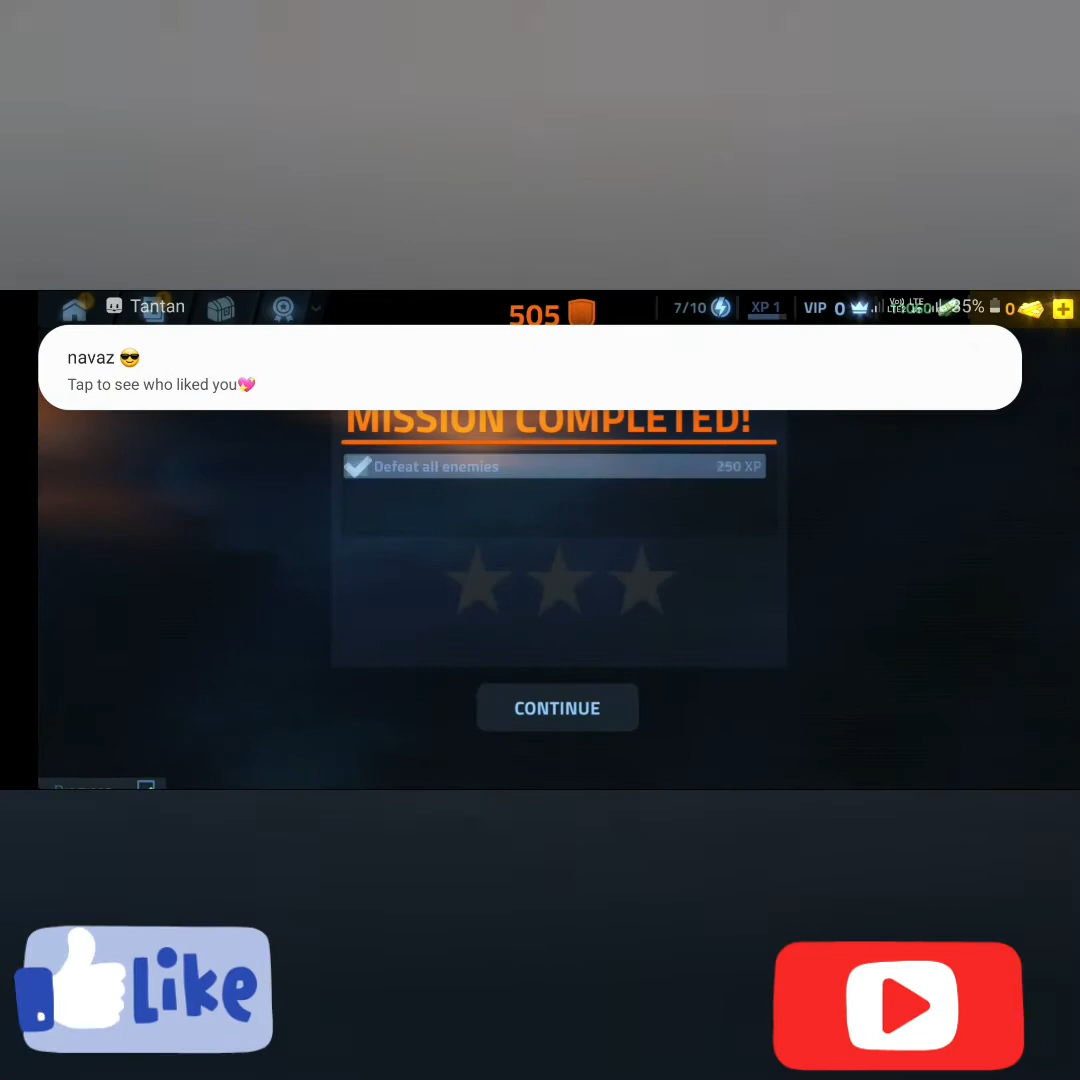 Tantan
505
7/10
XP 1
VIP 0
35%
0
navaz 😎
Tap to see who liked you💖
MISSION COMPLETED!
Defeat all enemies
250 XP
CONTINUE
Like